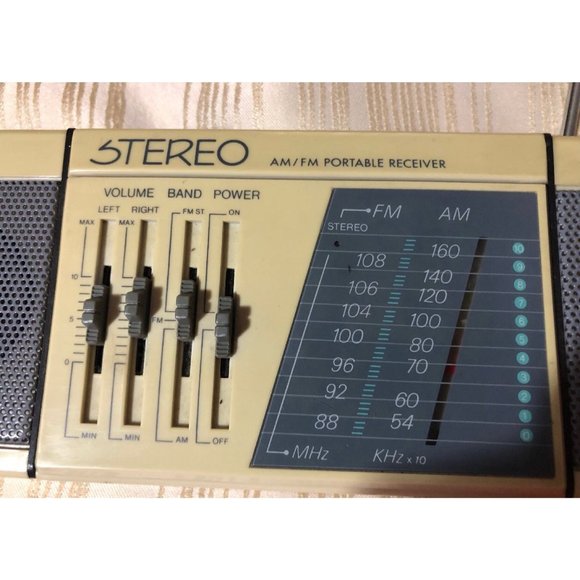 STEREO AM/FM PORTABLE RECEIVER
VOLUME BAND POWER
LEFT RIGHT
MAX MAX FM ST ON
10
5
0
FM
MIN MIN AM OFF
FM AM
STEREO
160 10
108 9
140 8
106 120 7
104 100 6
100 5
80 4
96 70 3
92 2
60 1
88 54 0
MHz KHz x 10